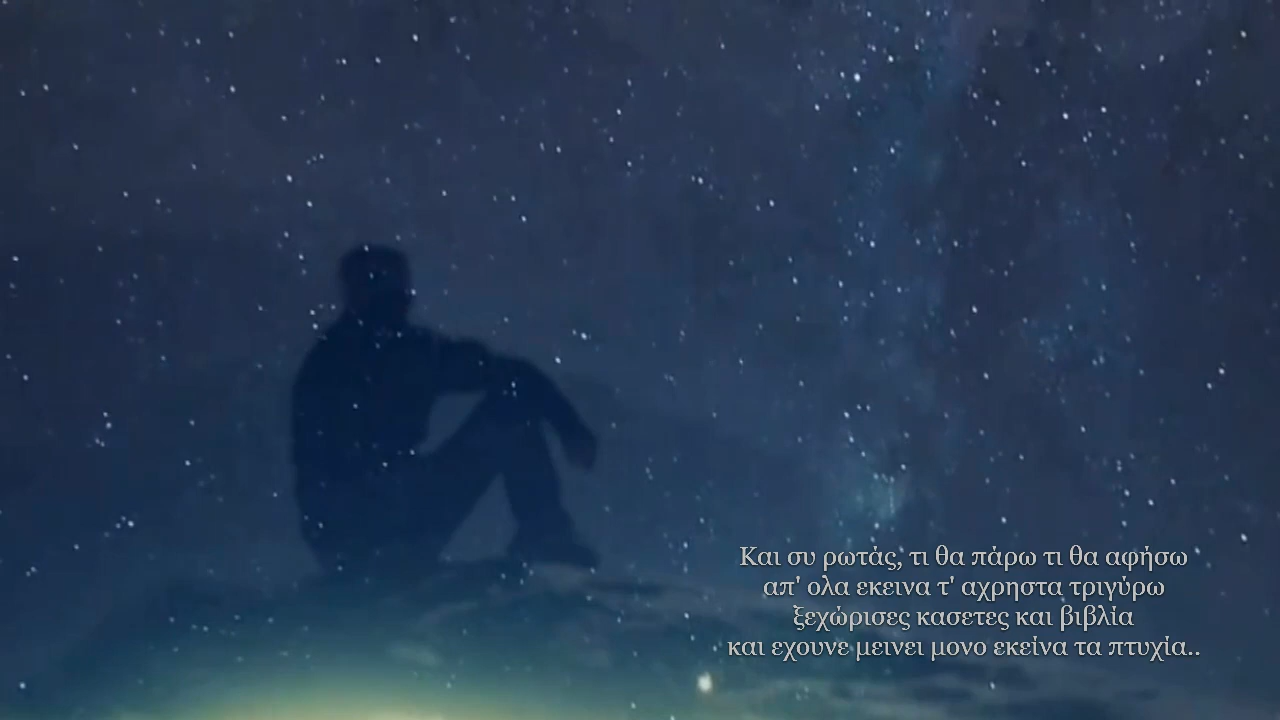 Και συ ρωτάς, τι θα πάρω τι θα αφήσω
απ' ολα εκεινα τ' αχρηστα τριγύρω
ξεχώρισες κασετες και βιβλία
και εχουνε μεινει μονο εκείνα τα πτυχία..